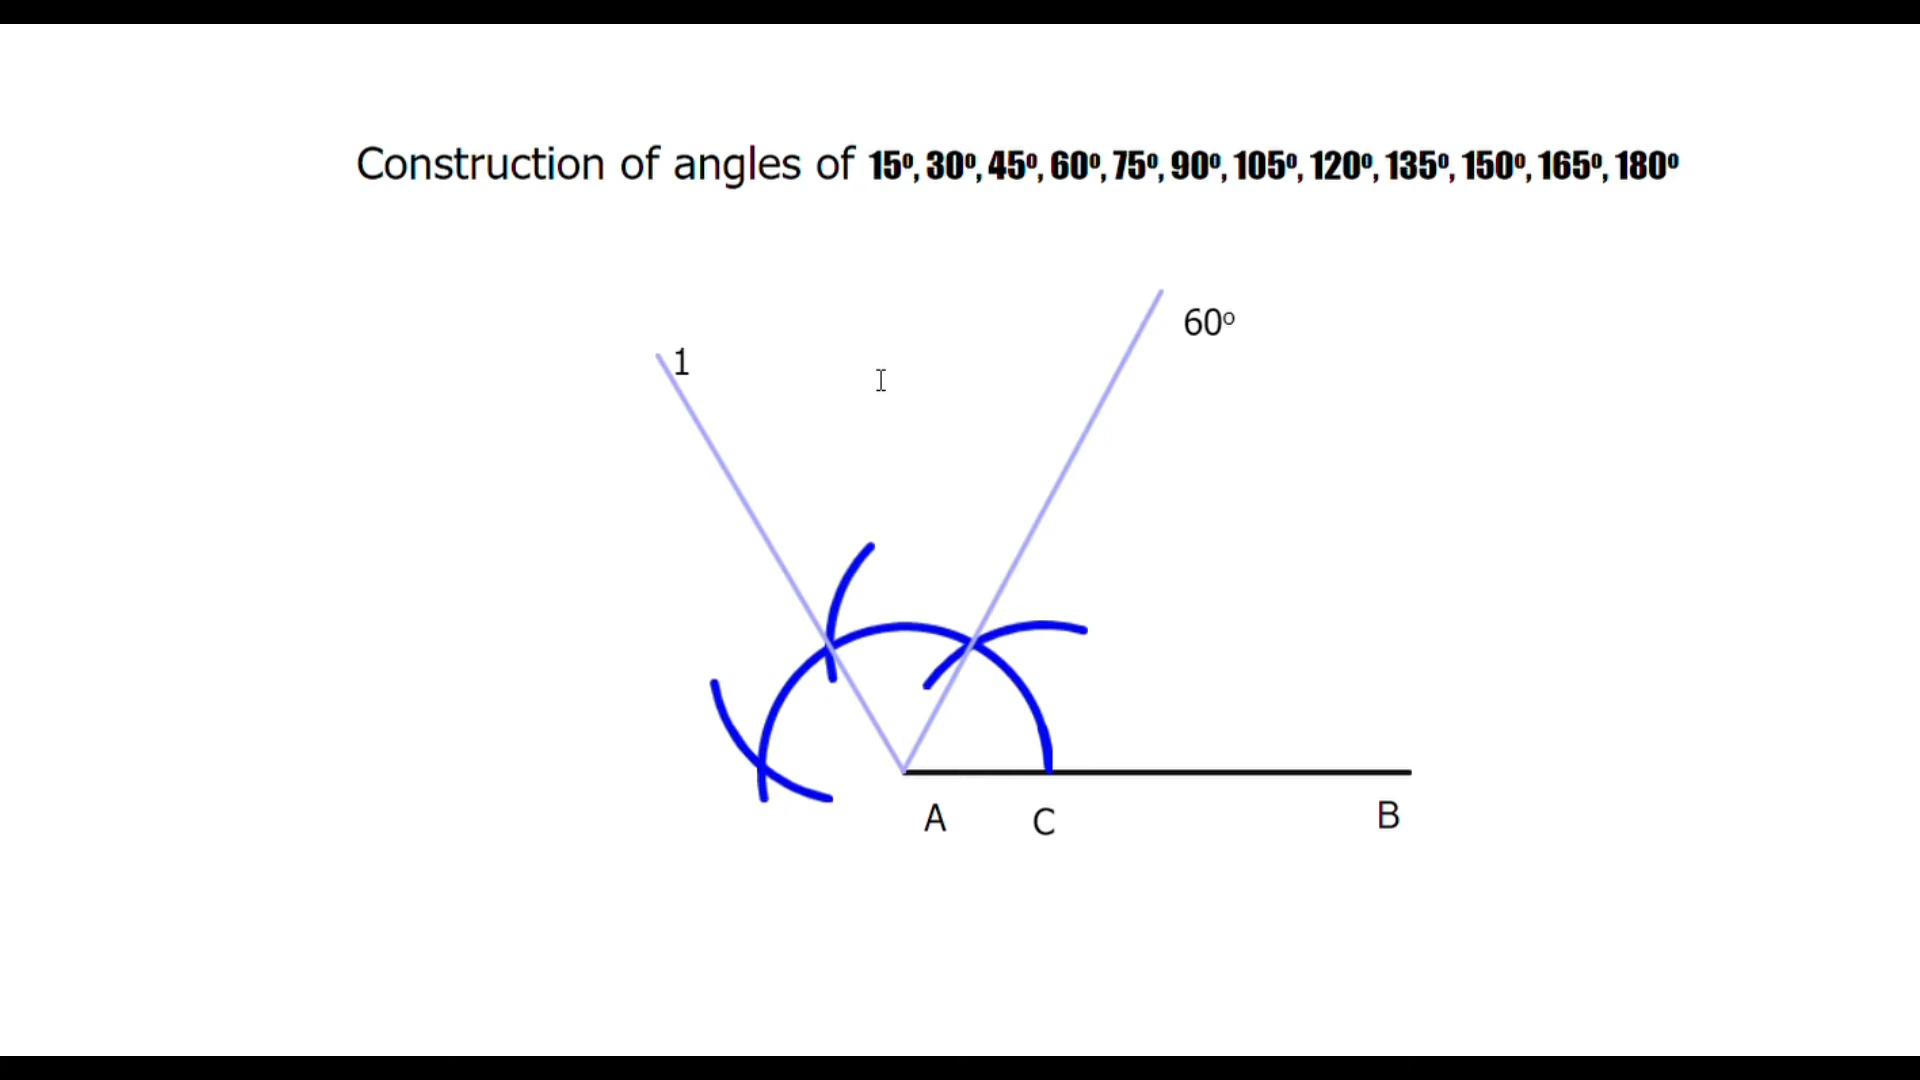 Construction of angles of 15º, 30º, 45º, 60º, 75º, 90º, 105º, 120º, 135º, 150º, 165º, 180º
60º
1
A
C
B